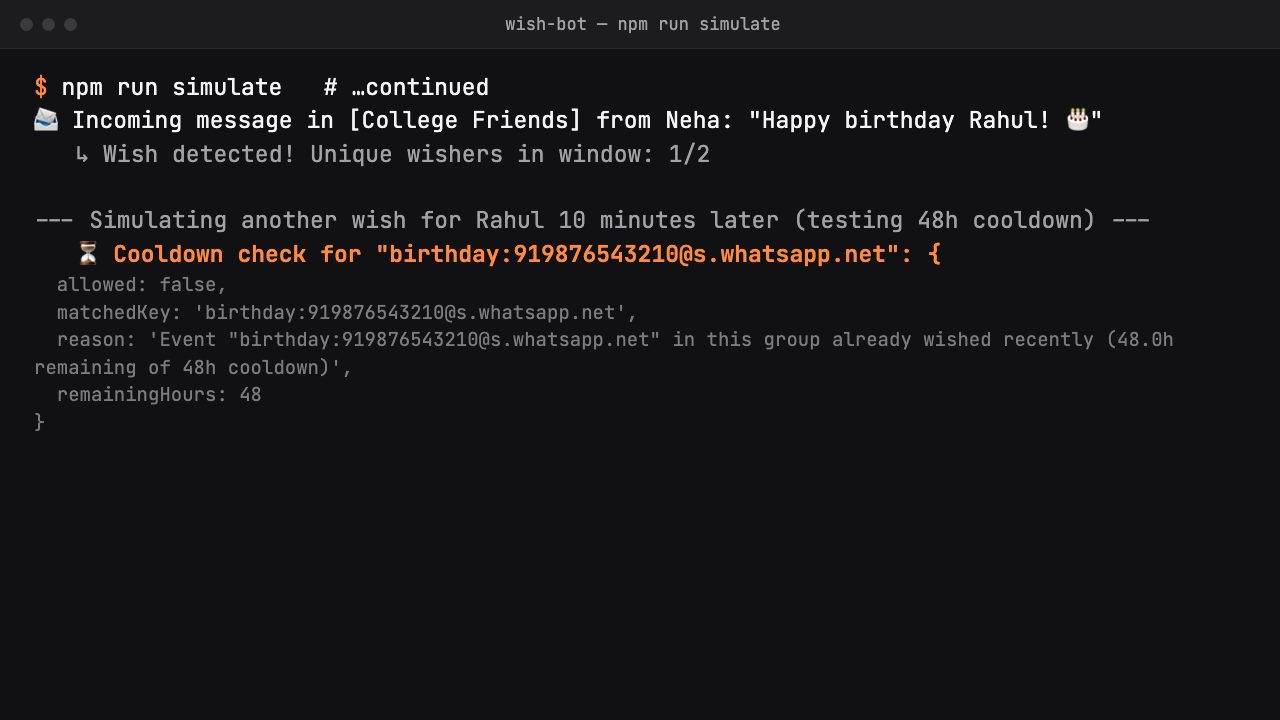 wish-bot — npm run simulate
$ npm run simulate   # …continued
📨 Incoming message in [College Friends] from Neha: "Happy birthday Rahul! 🎂"
   ↳ Wish detected! Unique wishers in window: 1/2
--- Simulating another wish for Rahul 10 minutes later (testing 48h cooldown) ---
   ⏳ Cooldown check for "birthday:919876543210@s.whatsapp.net": {
  allowed: false,
  matchedKey: 'birthday:919876543210@s.whatsapp.net',
  reason: 'Event "birthday:919876543210@s.whatsapp.net" in this group already wished recently (48.0h
remaining of 48h cooldown)',
  remainingHours: 48
}